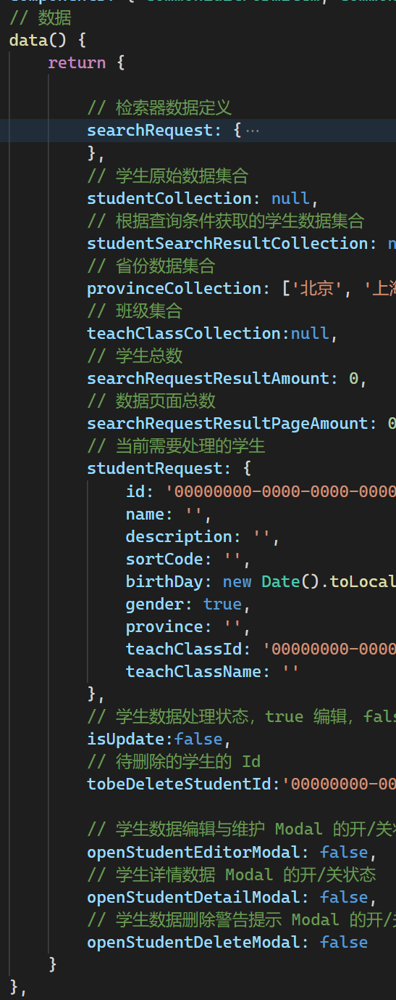 // 数据
data() {
return {
// 检索器数据定义
searchRequest: {···
},
// 学生原始数据集合
studentCollection: null,
// 根据查询条件获取的学生数据集合
studentSearchResultCollection: n
// 省份数据集合
provinceCollection: ['北京', '上海
// 班级集合
teachClassCollection:null,
// 学生总数
searchRequestResultAmount: 0,
// 数据页面总数
searchRequestResultPageAmount: 0
// 当前需要处理的学生
studentRequest: {
id: '00000000-0000-0000-0000
name: '',
description: '',
sortCode: '',
birthDay: new Date().toLocal
gender: true,
province: '',
teachClassId: '00000000-0000
teachClassName: ''
},
// 学生数据处理状态，true 编辑，fals
isUpdate:false,
// 待删除的学生的 Id
tobeDeleteStudentId:'00000000-00
// 学生数据编辑与维护 Modal 的开/关状
openStudentEditorModal: false,
// 学生详情数据 Modal 的开/关状态
openStudentDetailModal: false,
// 学生数据删除警告提示 Modal 的开/关
openStudentDeleteModal: false
}
},